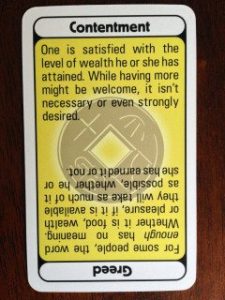 Contentment
One is satisfied with the
level of wealth he or she has
attained. While having more
might be welcome, it isn't
necessary or even strongly
desired.
Greed
For some people, the word
enough has no meaning.
Whether it is food, wealth
or pleasure, if it is available
they will take as much of it
as possible, whether he or
she has earned it or not.